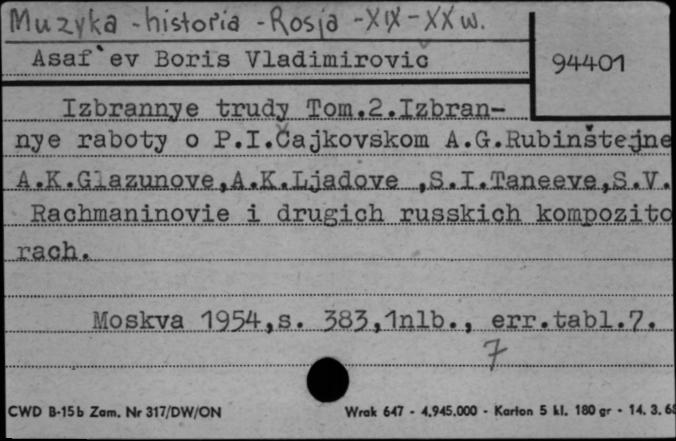 Muzyka - historia - Rosja - XIX - XX w.
Asaf'ev Boris Vladimirovič
94401
Izbrannye trudy Tom.2.Izbran-
nye raboty o P.I.Čajkovskom A.G.Rubinštejne
A.K.Glazunove,A.K.Ljadove ,S.I.Taneeve,S.V.
Rachmaninovie i drugich russkich kompozito
rach.
Moskva 1954,s. 383,1nlb., err.tabl.7.
7
CWD B-15b Zam. Nr 317/DW/ON
Wrak 647 - 4.945.000 - Karton 5 kl. 180 gr - 14. 3. 68